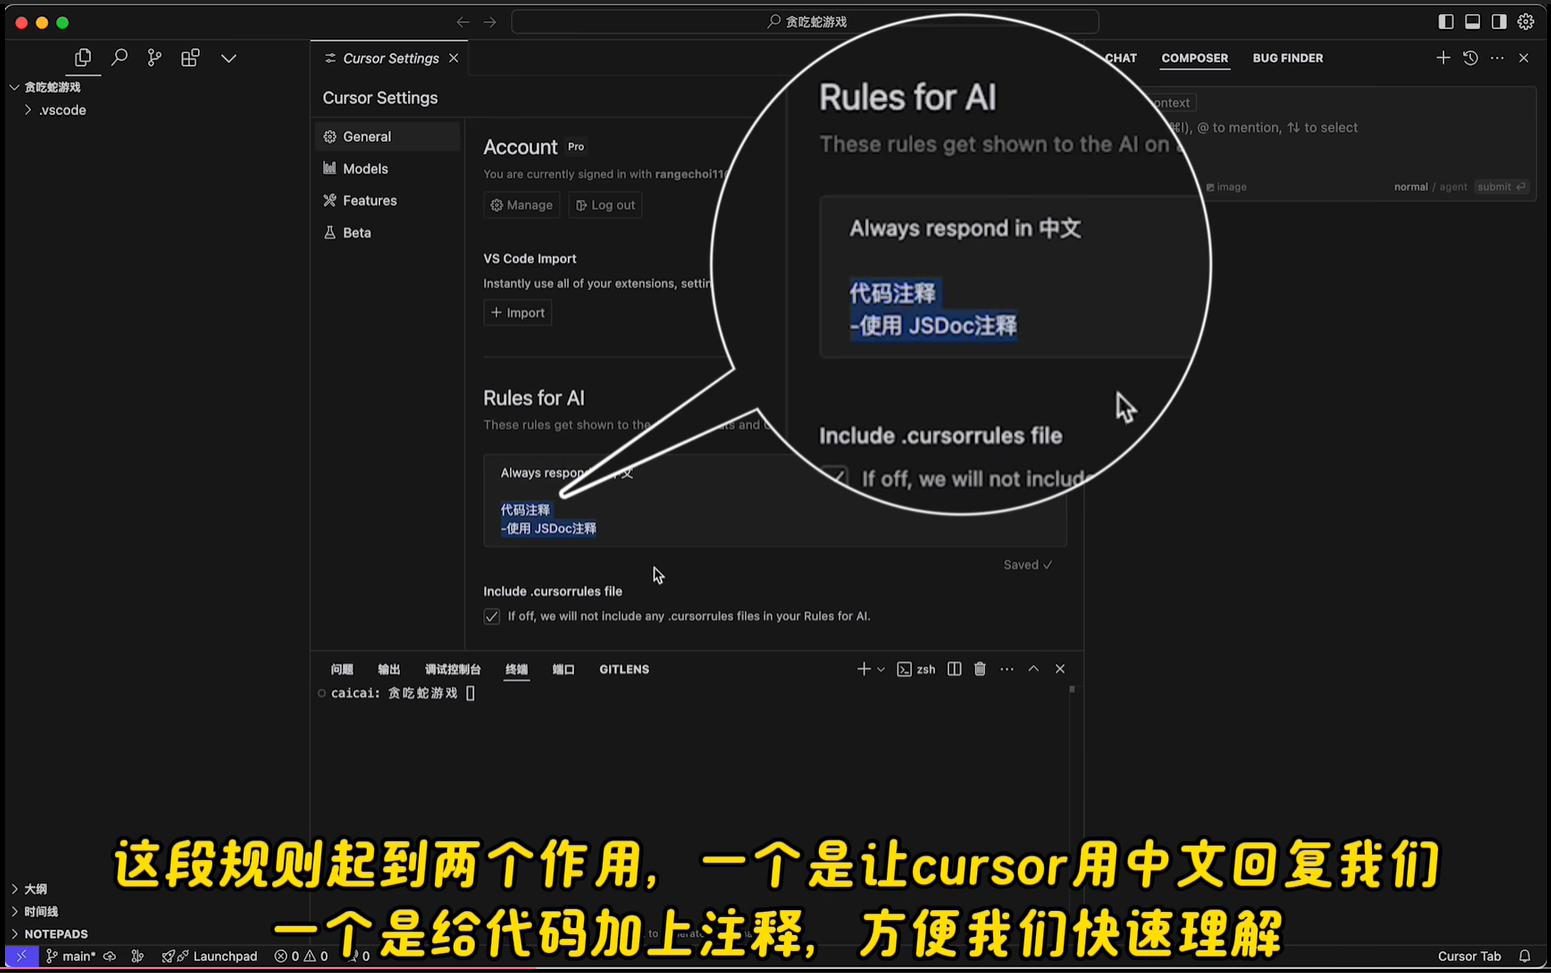 贪吃蛇游戏
Cursor Settings
CHAT
COMPOSER
BUG FINDER
贪吃蛇游戏
.vscode
Cursor Settings
General
Models
Features
Beta
Account Pro
You are currently signed in with rangechoi11
Manage
Log out
VS Code Import
Instantly use all of your extensions, settin
Import
Rules for AI
These rules get shown to the
ts and
Always respon
文
代码注释
-使用 JSDoc注释
Saved
Include .cursorrules file
If off, we will not include any .cursorrules files in your Rules for AI.
Rules for AI
These rules get shown to the AI on
Always respond in 中文
代码注释
-使用 JSDoc注释
Include .cursorrules file
If off, we will not include
ontext
⌘I), @ to mention, ↑↓ to select
image
normal / agent
submit
问题
输出
调试控制台
终端
端口
GITLENS
zsh
caicai: 贪吃蛇游戏
这段规则起到两个作用，一个是让cursor用中文回复我们
一个是给代码加上注释，方便我们快速理解
大纲
时间线
NOTEPADS
main*
Launchpad
0
0
0
Cursor Tab